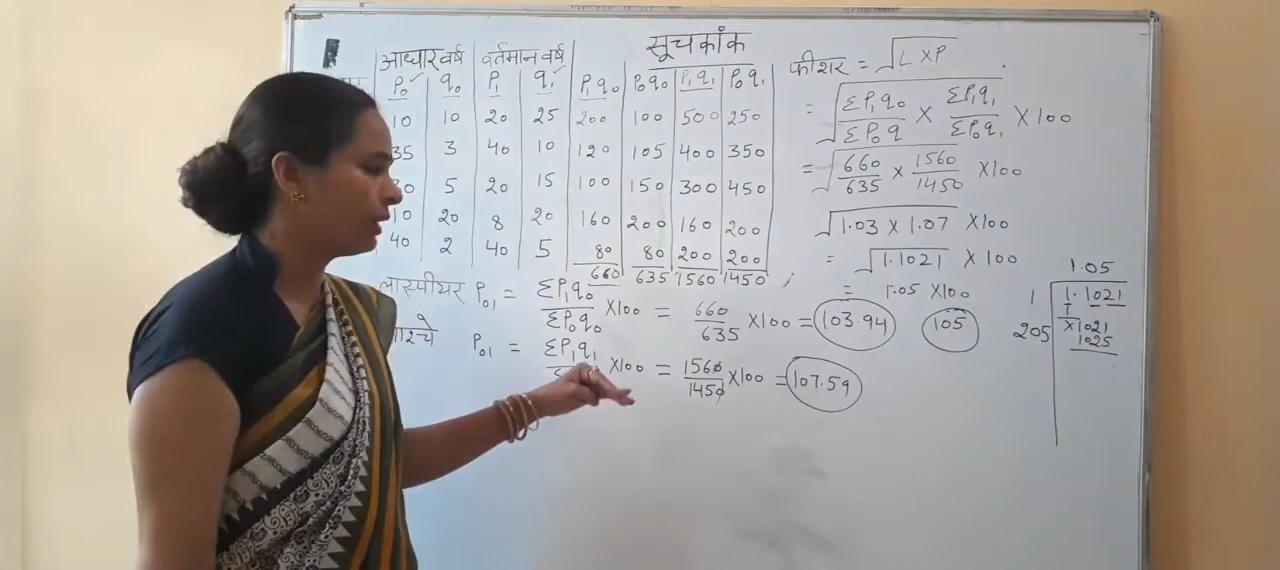 सूचकांक
आधार वर्ष वर्तमान वर्ष
P₀ q₀ P₁ q₁ P₁q₀ P₀q₀ P₁q₁ P₀q₁
10 10 20 25 200 100 500 250
35 3 40 10 120 105 400 350
5 20 15 100 150 300 450
10 20 8 20 160 200 160 200
40 2 40 5 80 80 200 200
660 635 1560 1450
लास्पीयर P₀₁ = ΣP₁q₀/ΣP₀q₀ ×100 = 660/635 ×100 = 103.94
P₀₁ = ΣP₁q₁ ×100 = 1560/1450 ×100 = 107.59
फीशर = √L×P
= √ΣP₁q₀/ΣP₀q × ΣP₁q₁/ΣP₀q₁ ×100
= √660/635 × 1560/1450 ×100
√1.03 × 1.07 ×100
= √1.1021 ×100
= 1.05 ×100
105
1.05
1 1.1021
1
205 ×1021
1025